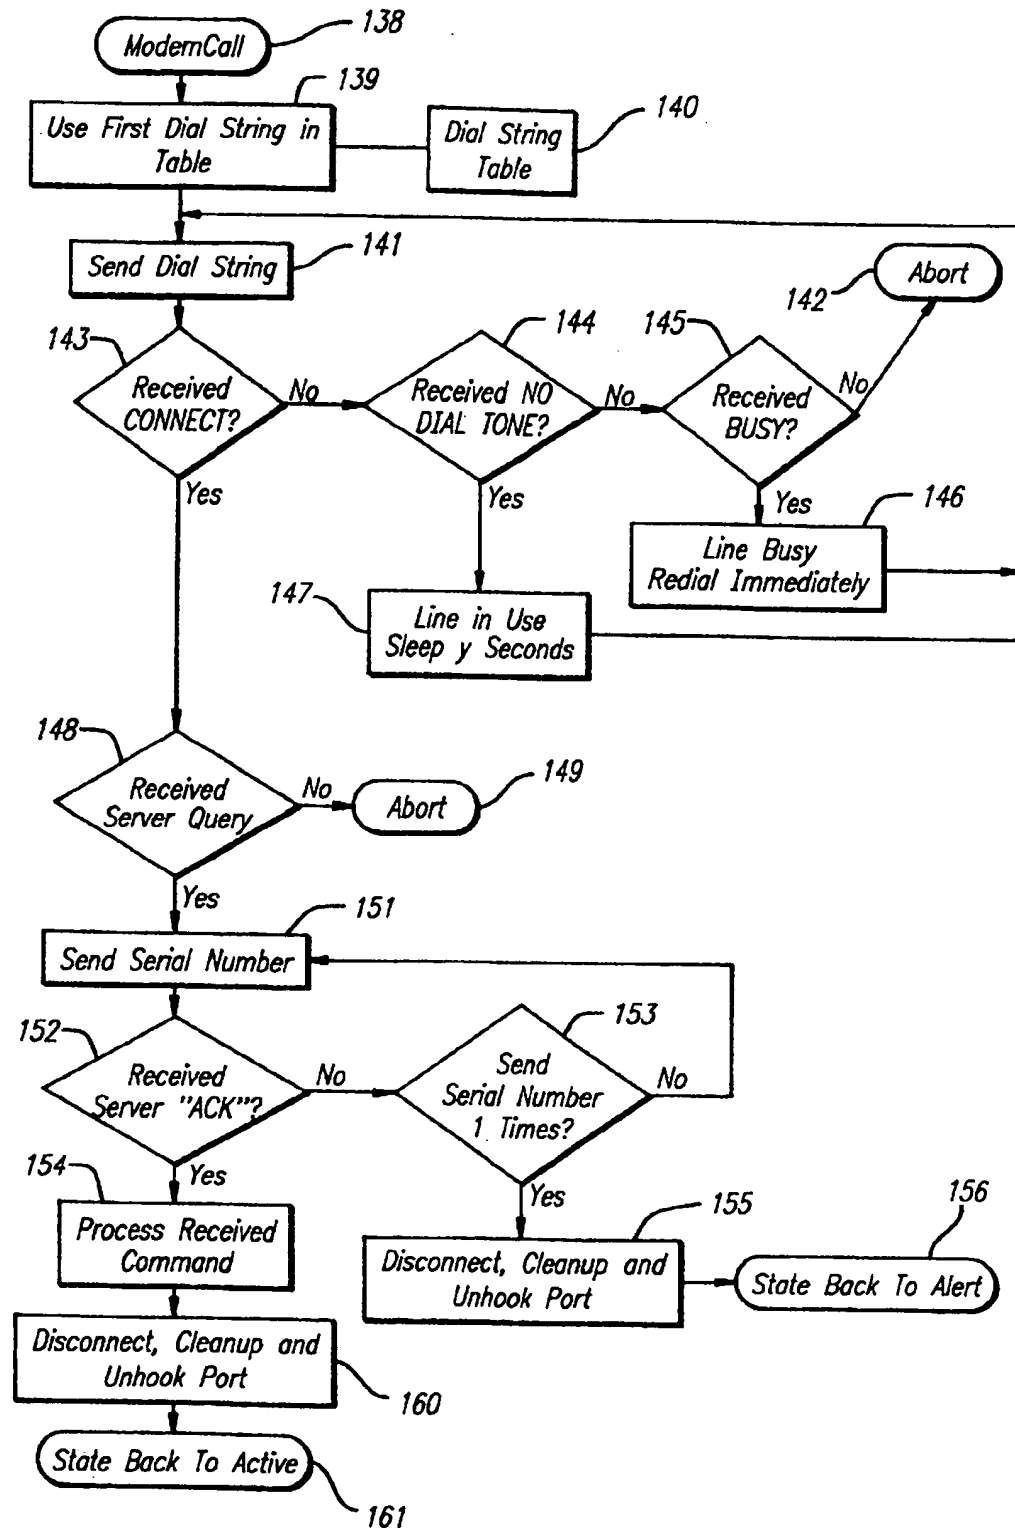 ModemCall
138
139
Use First Dial String in
Table
Dial String
Table
140
Send Dial String
141
Abort
142
143
Received
CONNECT?
No
Yes
144
Received NO
DIAL TONE?
No
Yes
145
Received
BUSY?
No
Yes
146
Line Busy
Redial Immediately
147
Line in Use
Sleep y Seconds
148
Received
Server Query
No
Abort
149
Yes
151
Send Serial Number
152
Received
Server "ACK"?
No
Yes
153
Send
Serial Number
1 Times?
No
Yes
154
Process Received
Command
155
Disconnect, Cleanup and
Unhook Port
156
State Back To Alert
Disconnect, Cleanup and
Unhook Port
160
State Back To Active
161